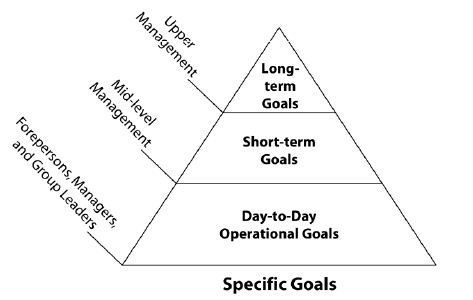 Upper
Management
Long-
term
Goals
Mid-level
Management
Short-term
Goals
Forepersons, Managers,
and Group Leaders
Day-to-Day
Operational Goals
Specific Goals